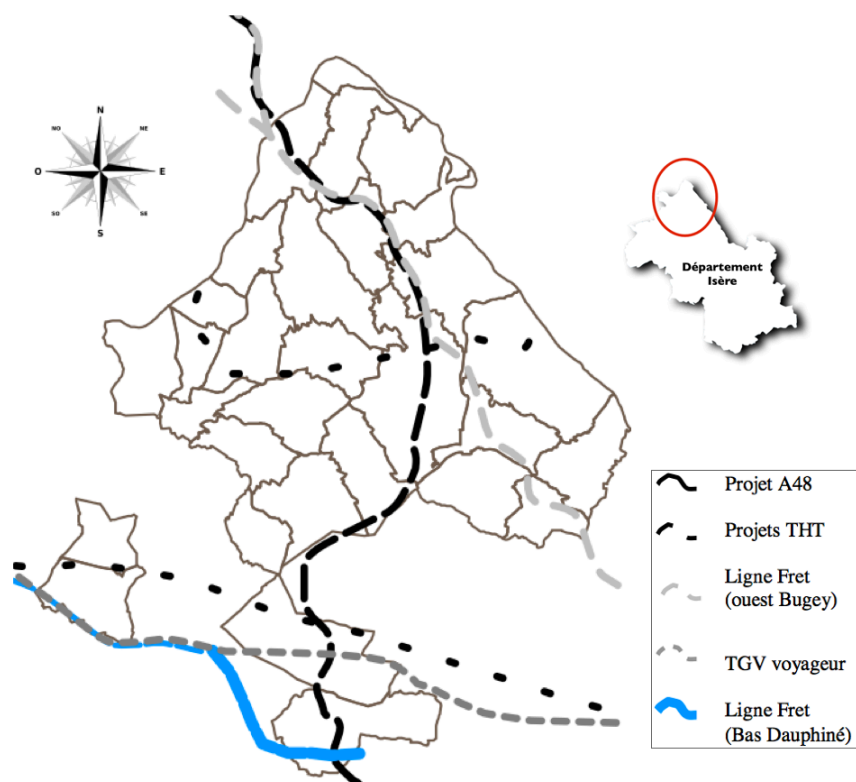 N
NO
NE
O
E
SO
SE
S
Département
Isère
Projet A48
Projets THT
Ligne Fret
(ouest Bugey)
TGV voyageur
Ligne Fret
(Bas Dauphiné)